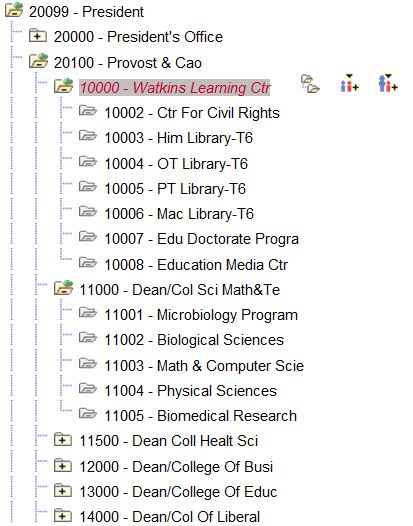 20099 - President
20000 - President's Office
20100 - Provost & Cao
10000 - Watkins Learning Ctr
10002 - Ctr For Civil Rights
10003 - Him Library-T6
10004 - OT Library-T6
10005 - PT Library-T6
10006 - Mac Library-T6
10007 - Edu Doctorate Progra
10008 - Education Media Ctr
11000 - Dean/Col Sci Math&Te
11001 - Microbiology Program
11002 - Biological Sciences
11003 - Math & Computer Scie
11004 - Physical Sciences
11005 - Biomedical Research
11500 - Dean Coll Healt Sci
12000 - Dean/College Of Busi
13000 - Dean/College Of Educ
14000 - Dean/Col Of Liberal